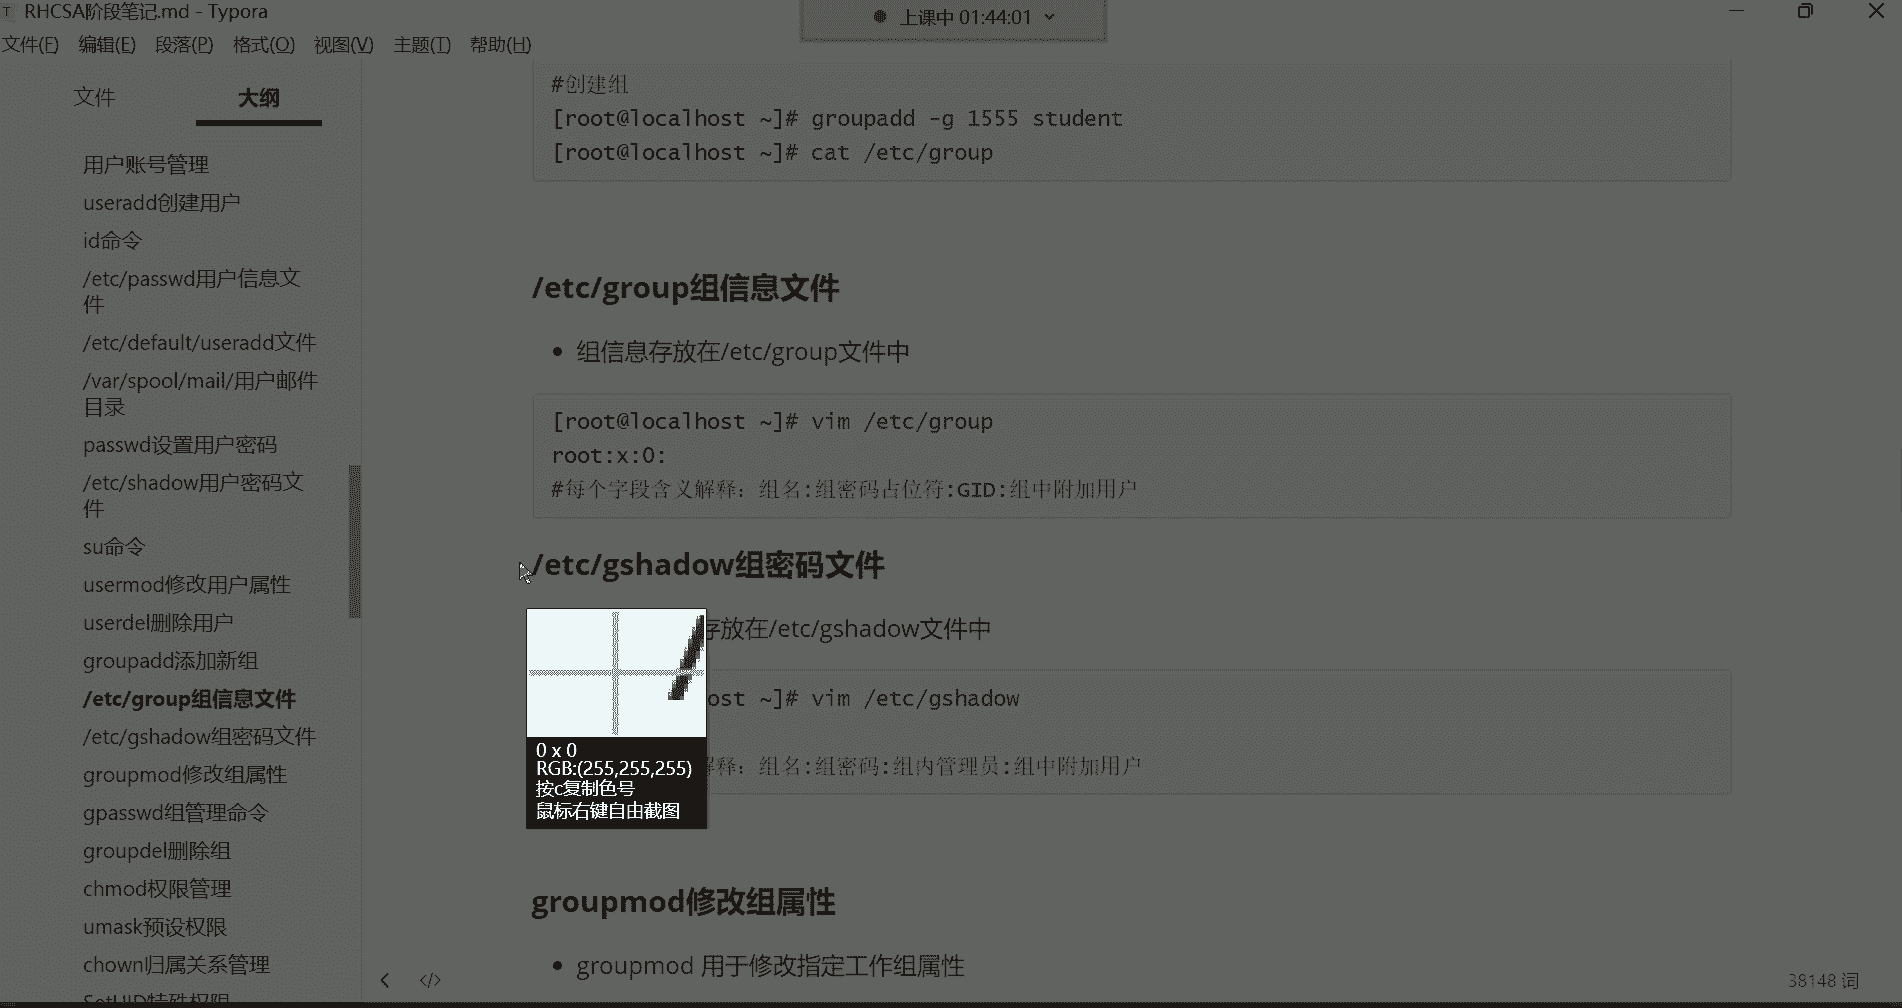 RHCSA阶段笔记.md - Typora
上课中 01:44:01
文件(F) 编辑(E) 段落(P) 格式(O) 视图(V) 主题(T) 帮助(H)
文件 大纲
用户账号管理
useradd创建用户
id命令
/etc/passwd用户信息文
件
/etc/default/useradd文件
/var/spool/mail/用户邮件
目录
passwd设置用户密码
/etc/shadow用户密码文
件
su命令
usermod修改用户属性
userdel删除用户
groupadd添加新组
/etc/group组信息文件
/etc/gshadow组密码文件
groupmod修改组属性
gpasswd组管理命令
groupdel删除组
chmod权限管理
umask预设权限
chown归属关系管理
SetUID特殊权限
#创建组
[root@localhost ~]# groupadd -g 1555 student
[root@localhost ~]# cat /etc/group
/etc/group组信息文件
组信息存放在/etc/group文件中
[root@localhost ~]# vim /etc/group
root:x:0:
#每个字段含义解释：组名:组密码占位符:GID:组中附加用户
/etc/gshadow组密码文件
存放在/etc/gshadow文件中
ost ~]# vim /etc/gshadow
释：组名:组密码:组内管理员:组中附加用户
0 x 0
RGB:(255,255,255)
按c复制色号
鼠标右键自由截图
groupmod修改组属性
groupmod 用于修改指定工作组属性
38148 词